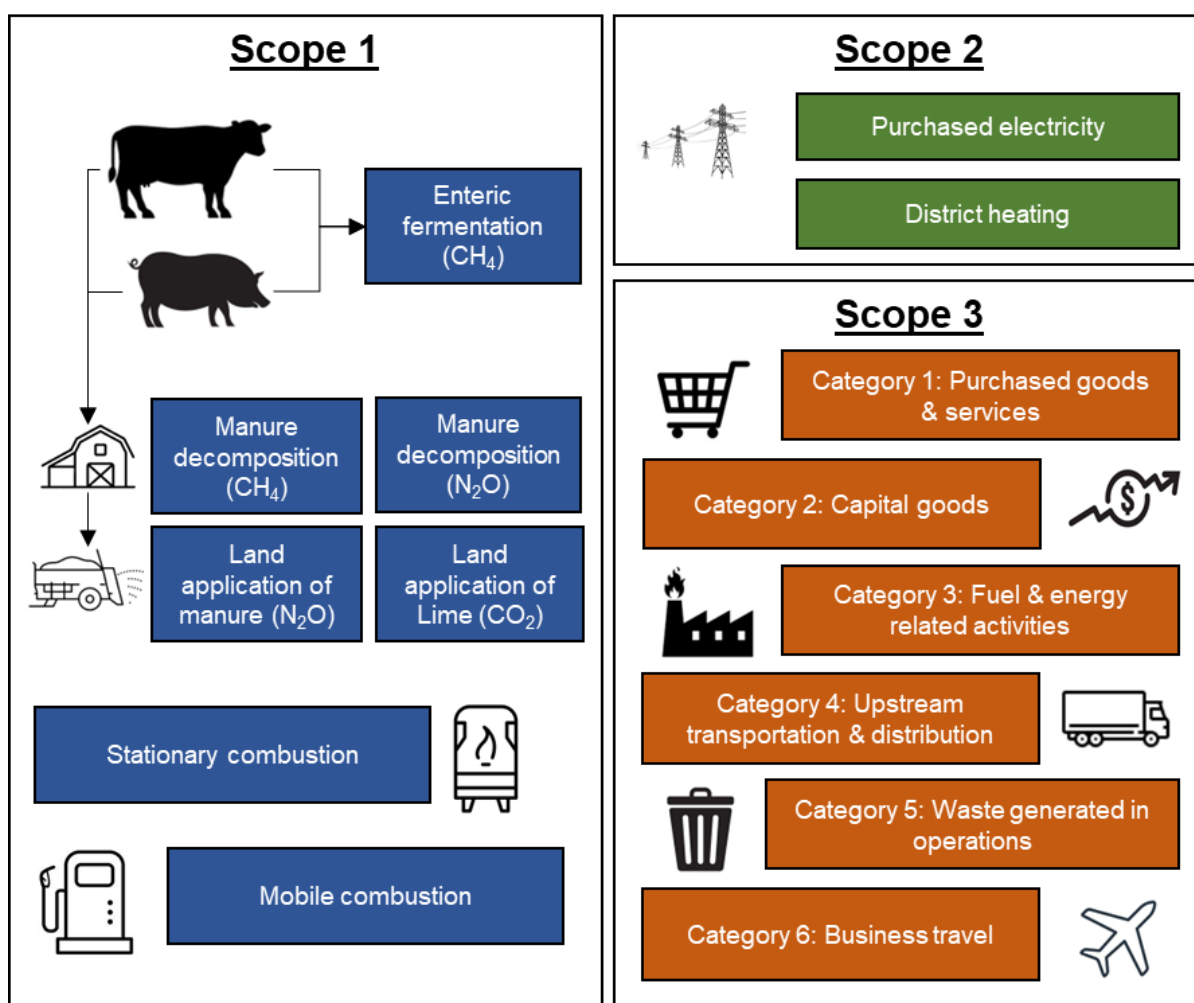 Scope 1
Enteric
fermentation
(CH₄)
Manure
decomposition
(CH₄)
Manure
decomposition
(N₂O)
Land
application of
manure (N₂O)
Land
application of
Lime (CO₂)
Stationary combustion
Mobile combustion
Scope 2
Purchased electricity
District heating
Scope 3
Category 1: Purchased goods
& services
$
Category 2: Capital goods
Category 3: Fuel & energy
related activities
Category 4: Upstream
transportation & distribution
Category 5: Waste generated in
operations
Category 6: Business travel